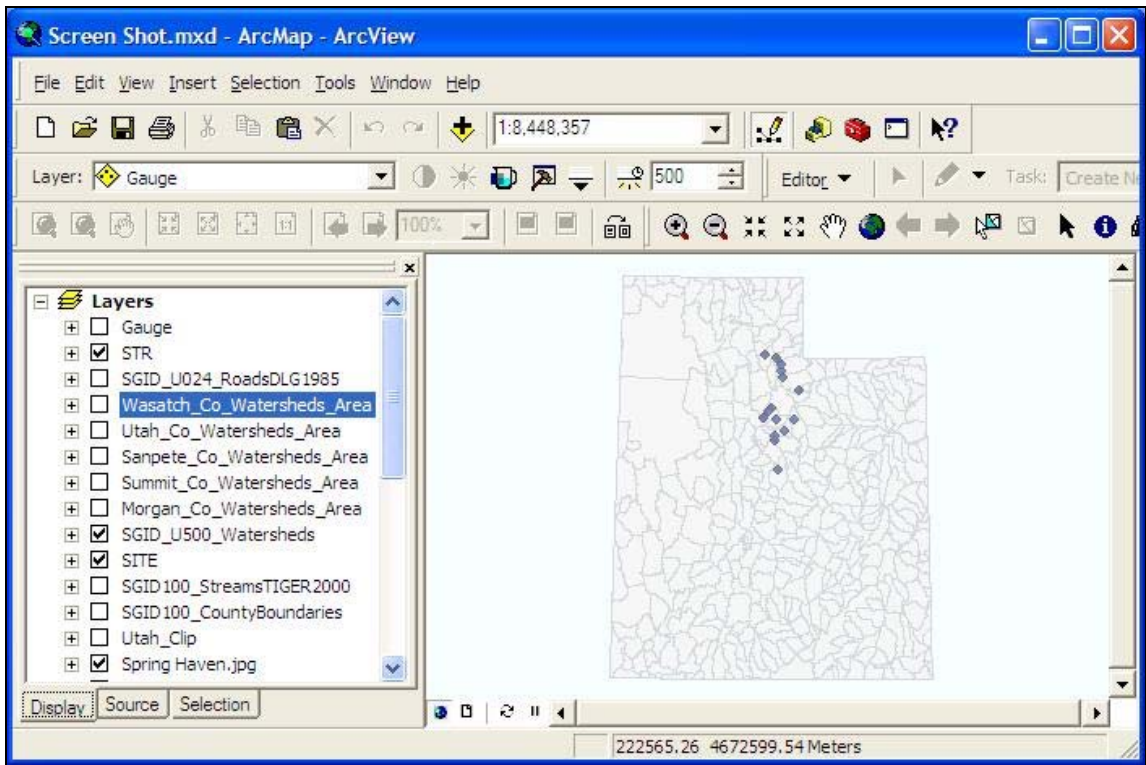 Screen Shot.mxd - ArcMap - ArcView
File Edit View Insert Selection Tools Window Help
1:8,448,357
Layer: Gauge 500 Editor Task: Create Ne
1:1 100%
Layers
Gauge
STR
SGID_U024_RoadsDLG1985
Wasatch_Co_Watersheds_Area
Utah_Co_Watersheds_Area
Sanpete_Co_Watersheds_Area
Summit_Co_Watersheds_Area
Morgan_Co_Watersheds_Area
SGID_U500_Watersheds
SITE
SGID100_StreamsTIGER2000
SGID100_CountyBoundaries
Utah_Clip
Spring Haven.jpg
Display Source Selection
222565.26 4672599.54 Meters